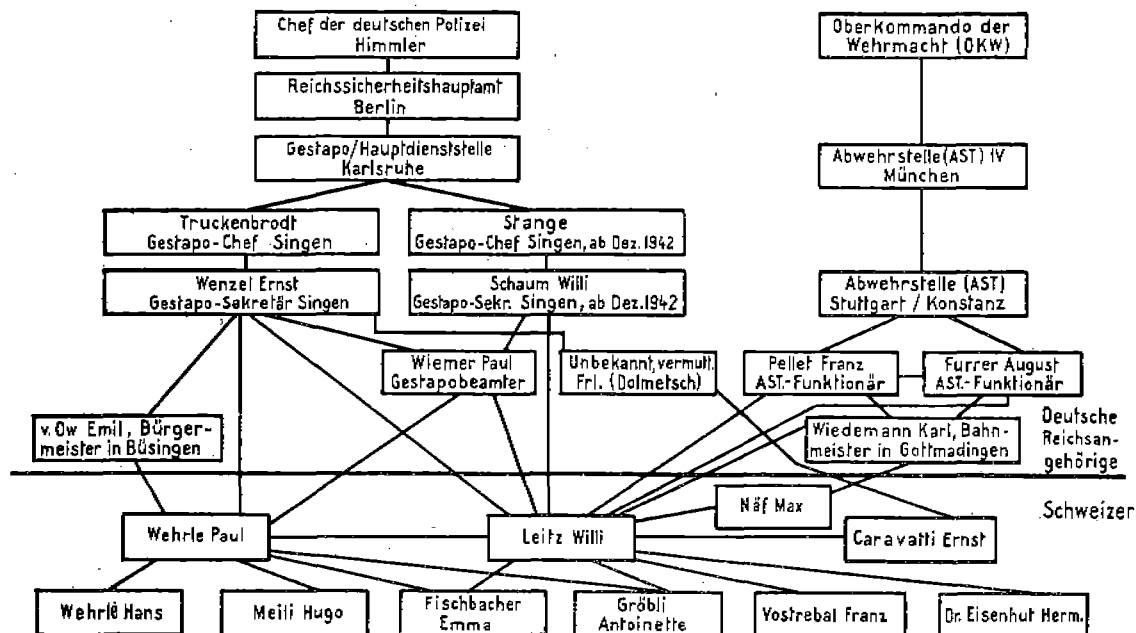 Chef der deutschen Polizei
Himmler
Oberkommando der
Wehrmacht (OKW)
Reichssicherheitshauptamt
Berlin
Gestapo/Hauptdienststelle
Karlsruhe
Abwehrstelle (AST) IV
München
Truckenbrodt
Gestapo-Chef Singen
Stange
Gestapo-Chef Singen, ab Dez. 1942
Wenzel Ernst
Gestapo-Sekretär Singen
Schaum Willi
Gestapo-Sekr. Singen, ab Dez. 1942
Abwehrstelle (AST)
Stuttgart / Konstanz
Wiemer Paul
Gestapobeamter
Unbekannt, vermutl.
Frl. (Dolmetsch)
Pellet Franz
AST.-Funktionär
Furrer August
AST.-Funktionär
v. Ow Emil, Bürger-
meister in Büsingen
Wiedemann Karl, Bahn-
meister in Gottmadingen
Deutsche
Reichsan-
gehörige
Näf Max
Schweizer
Wehrle Paul
Leitz Willi
Caravatti Ernst
Wehrle Hans
Meili Hugo
Fischbacher
Emma
Gröbli
Antoinette
Vostrebal Franz
Dr. Eisenhut Herm.